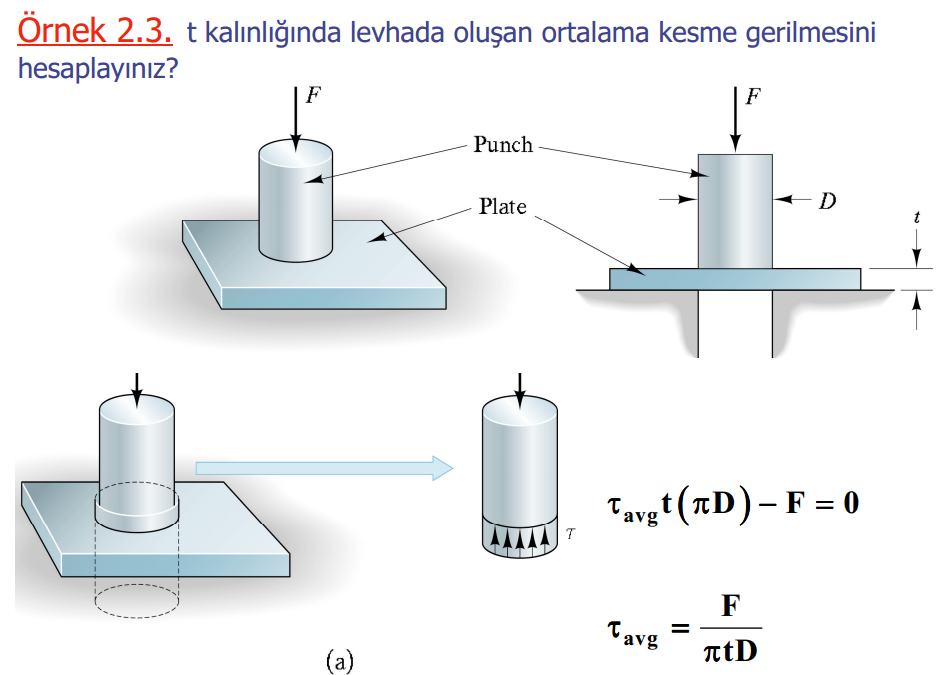 Örnek 2.3. t kalınlığında levhada oluşan ortalama kesme gerilmesini
hesaplayınız?
F
F
Punch
Plate
D
t
τ
τavg t(πD) – F = 0
τavg = F / πtD
(a)